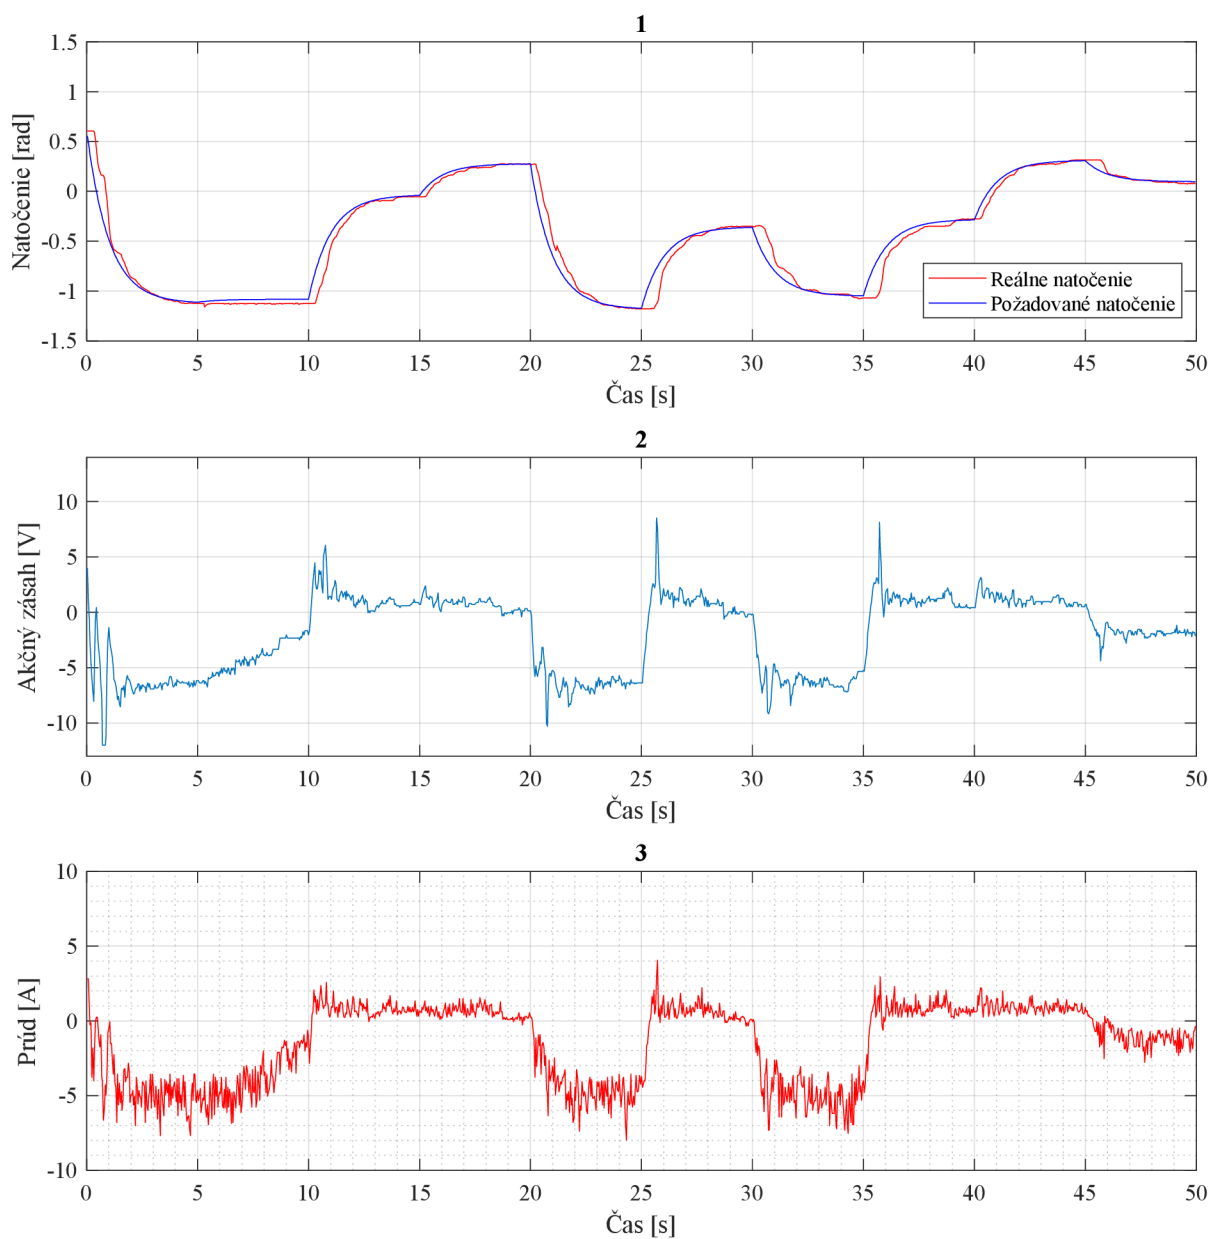 1
1.5
1
0.5
0
-0.5
-1
-1.5
Natočenie [rad]
Reálne natočenie
Požadované natočenie
0 5 10 15 20 25 30 35 40 45 50
Čas [s]
2
10
5
0
-5
-10
Akčný zásah [V]
0 5 10 15 20 25 30 35 40 45 50
Čas [s]
3
10
5
0
-5
-10
Prúd [A]
0 5 10 15 20 25 30 35 40 45 50
Čas [s]